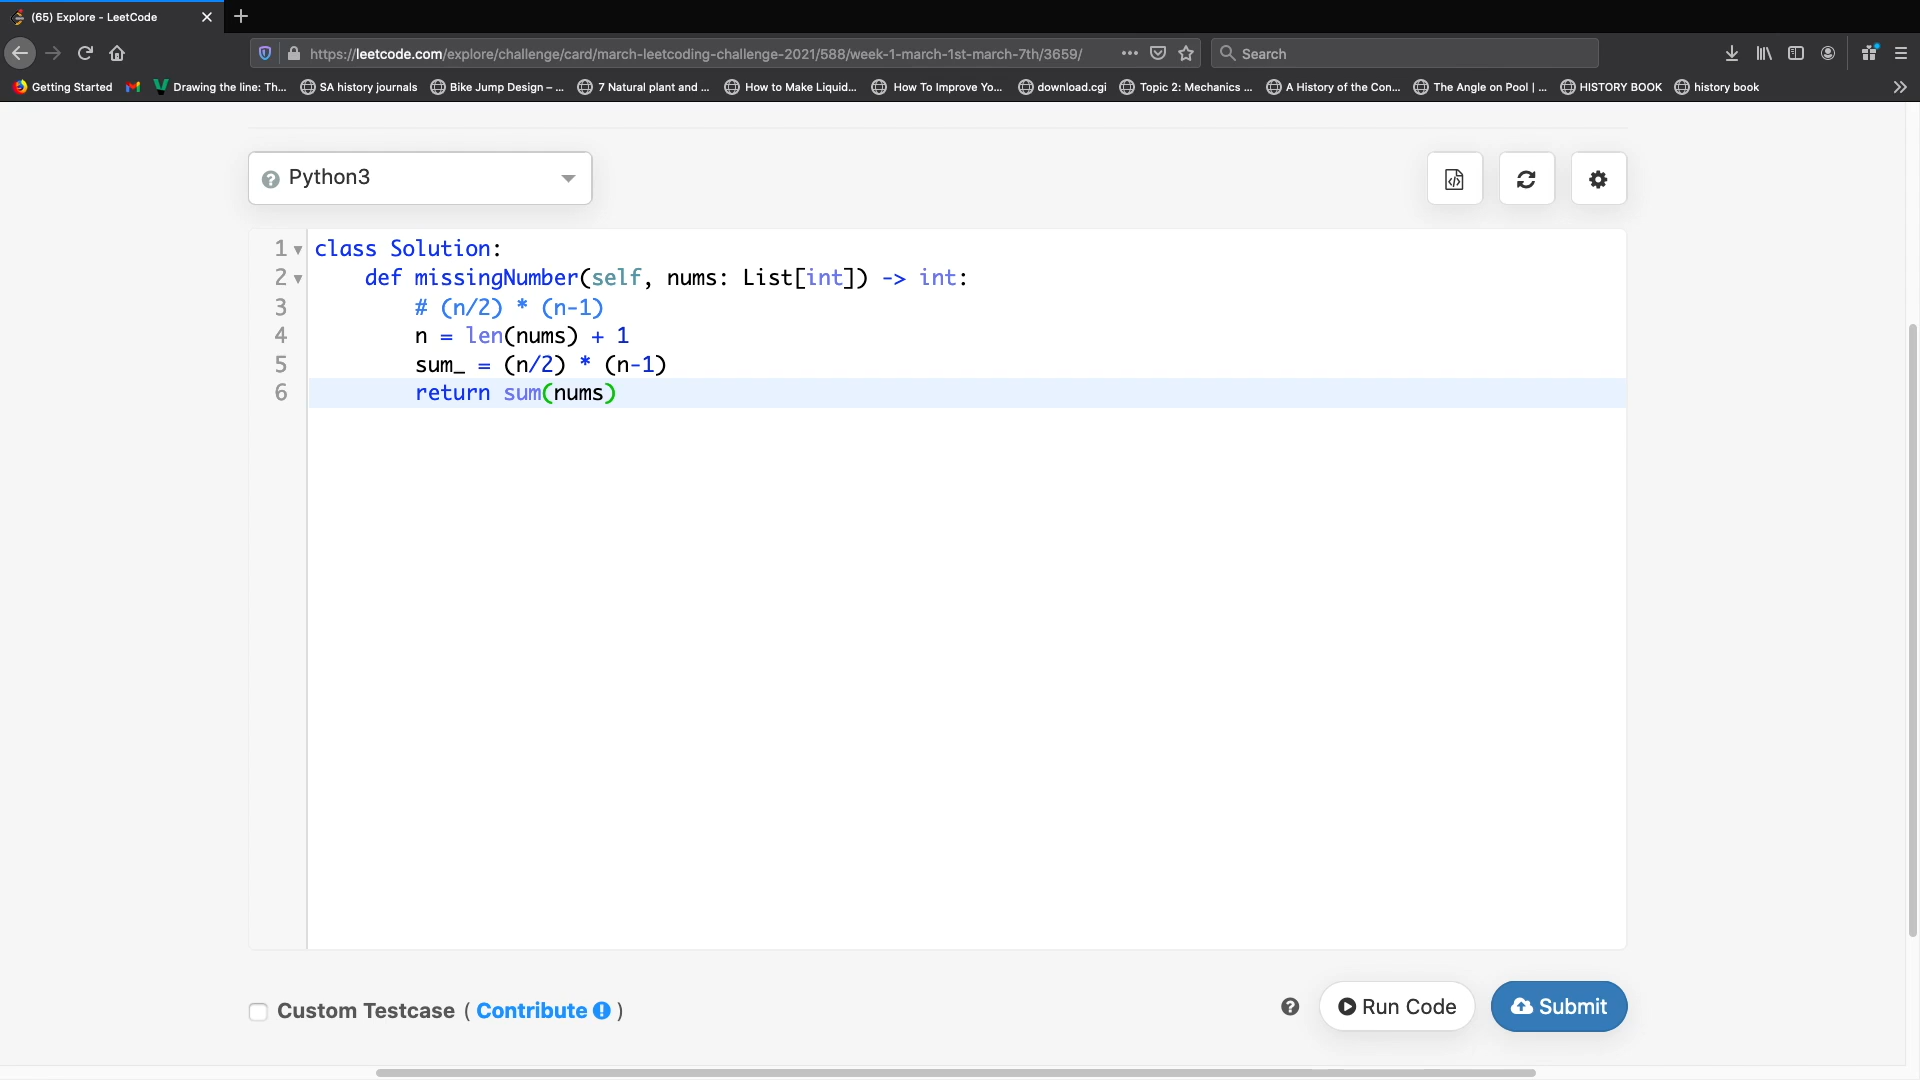 (65) Explore - LeetCode
https://leetcode.com/explore/challenge/card/march-leetcoding-challenge-2021/588/week-1-march-1st-march-7th/3659/
Search
Getting Started
Drawing the line: Th...
SA history journals
Bike Jump Design – ...
7 Natural plant and ...
How to Make Liquid...
How To Improve Yo...
download.cgi
Topic 2: Mechanics ...
A History of the Con...
The Angle on Pool | ...
HISTORY BOOK
history book
Python3
1 class Solution:
2 def missingNumber(self, nums: List[int]) -> int:
3 # (n/2) * (n-1)
4 n = len(nums) + 1
5 sum_ = (n/2) * (n-1)
6 return sum(nums)
Custom Testcase ( Contribute )
Run Code
Submit